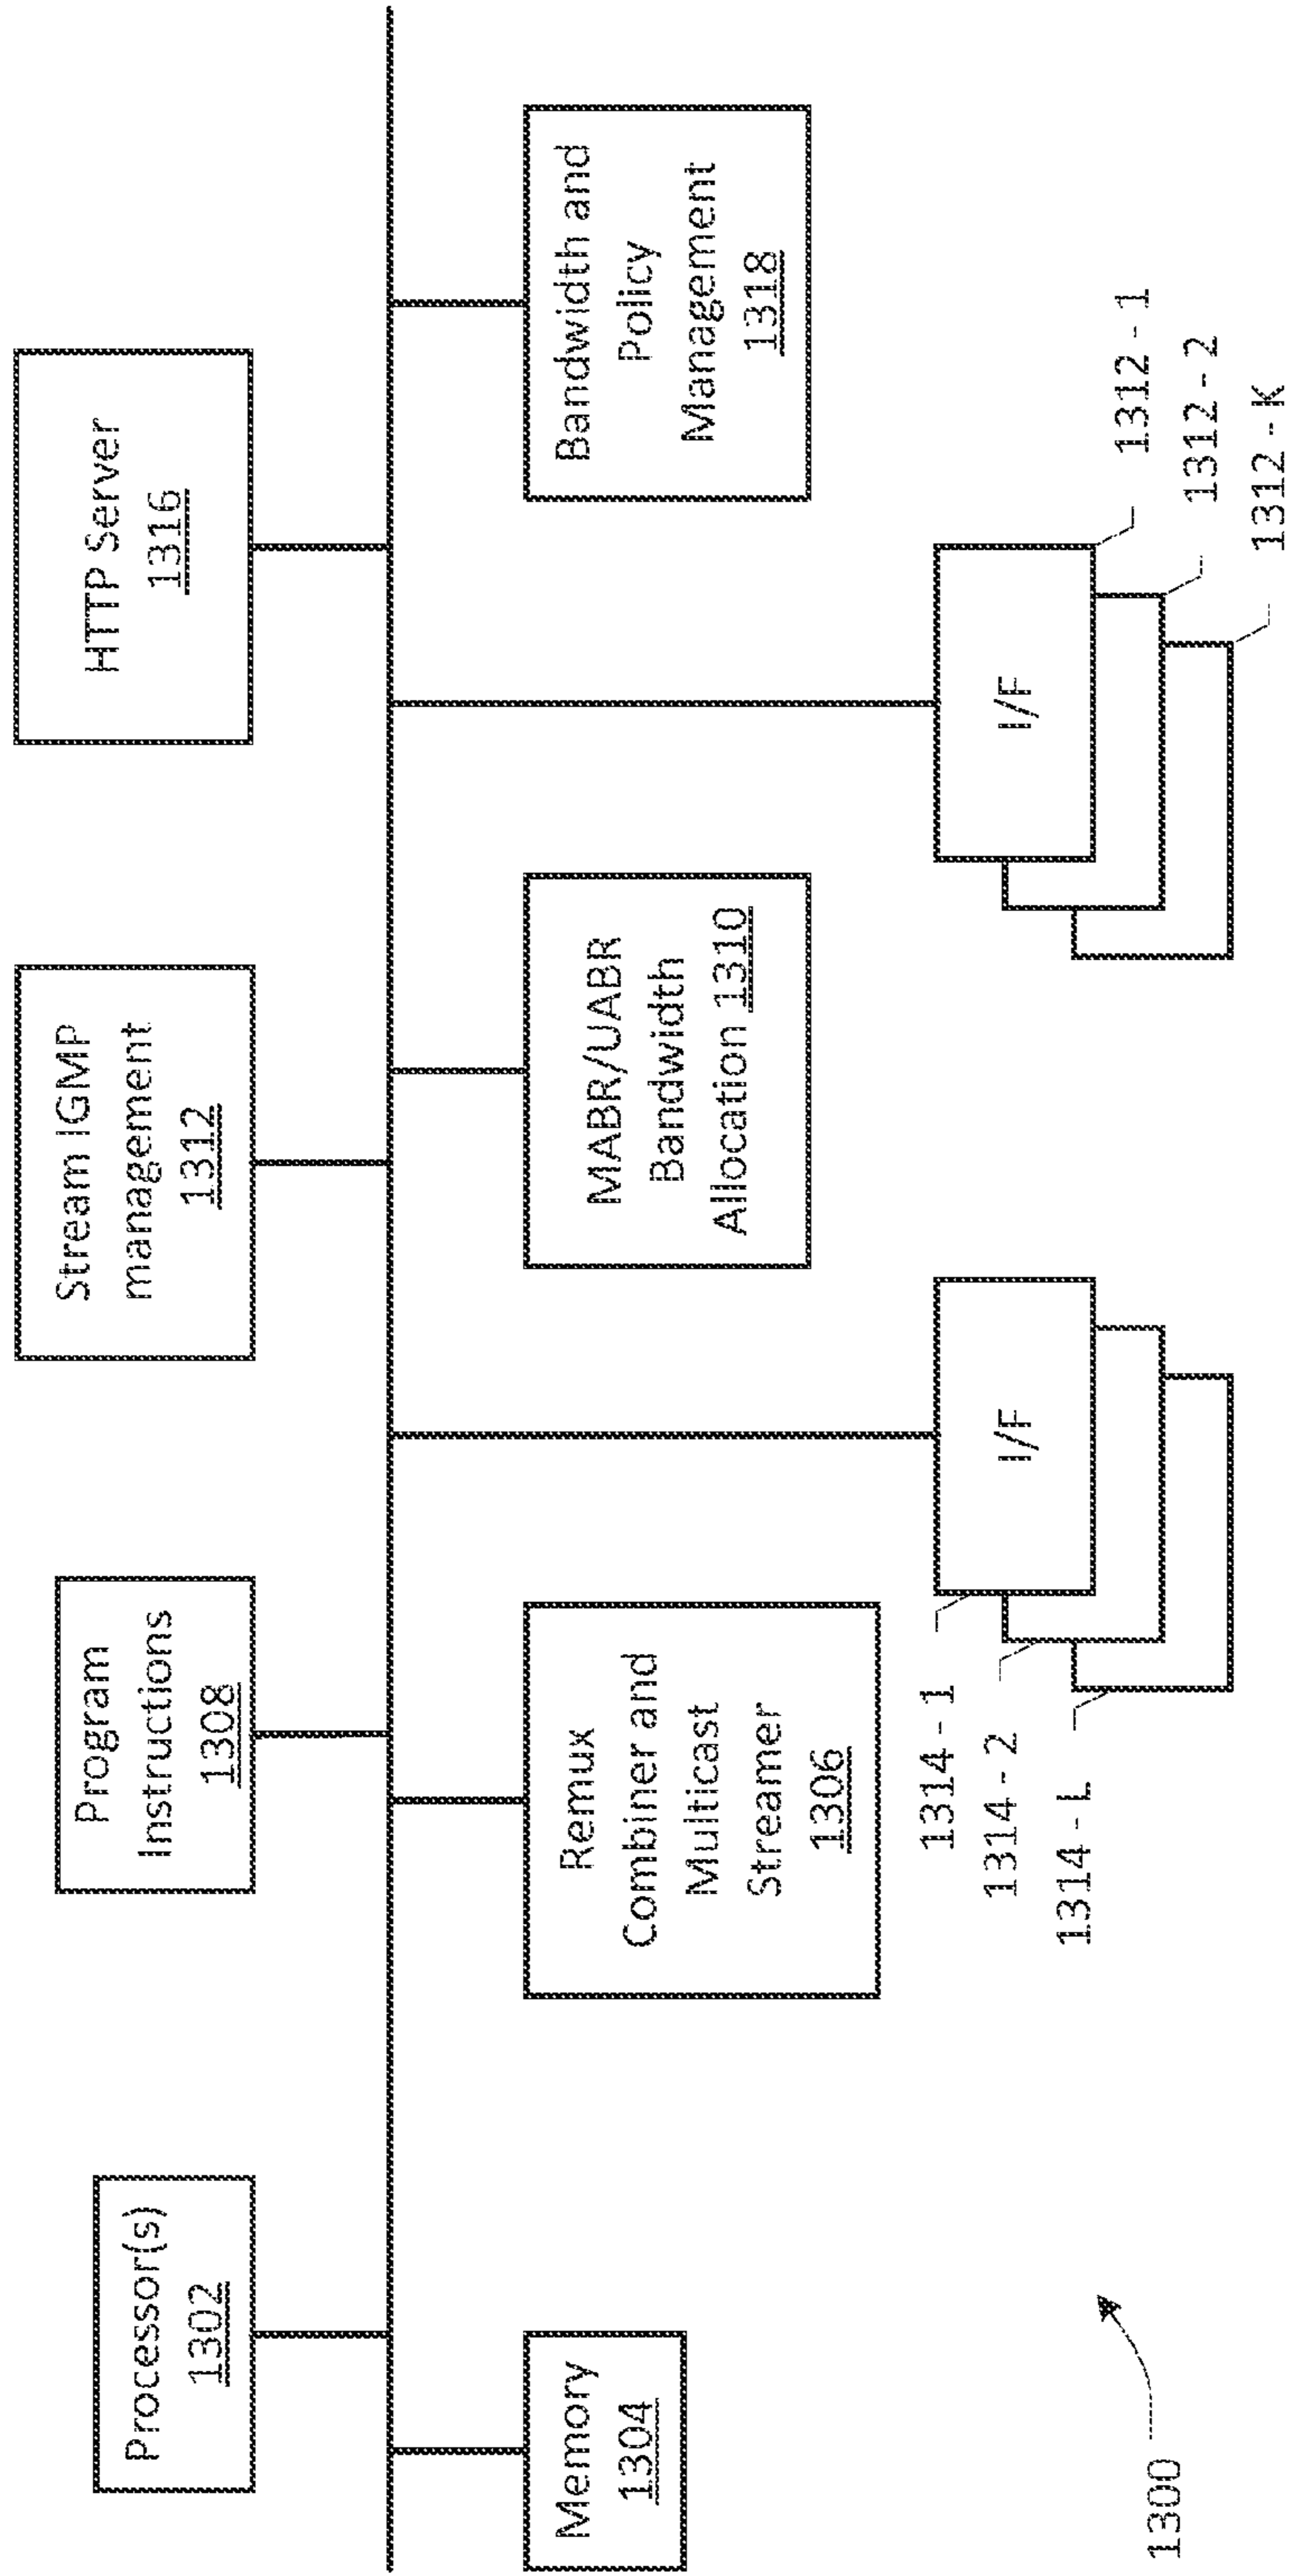 Processor(s)
1302
Program
Instructions
1308
Stream IGMP
management
1312
HTTP Server
1316
Memory
1304
Remux
Combiner and
Multicast
Streamer
1306
MABR/UABR
Bandwidth
Allocation 1310
Bandwidth and
Policy
Management
1318
I/F
1314 - 1
1314 - 2
1314 - L
I/F
1312 - 1
1312 - 2
1312 - K
1300